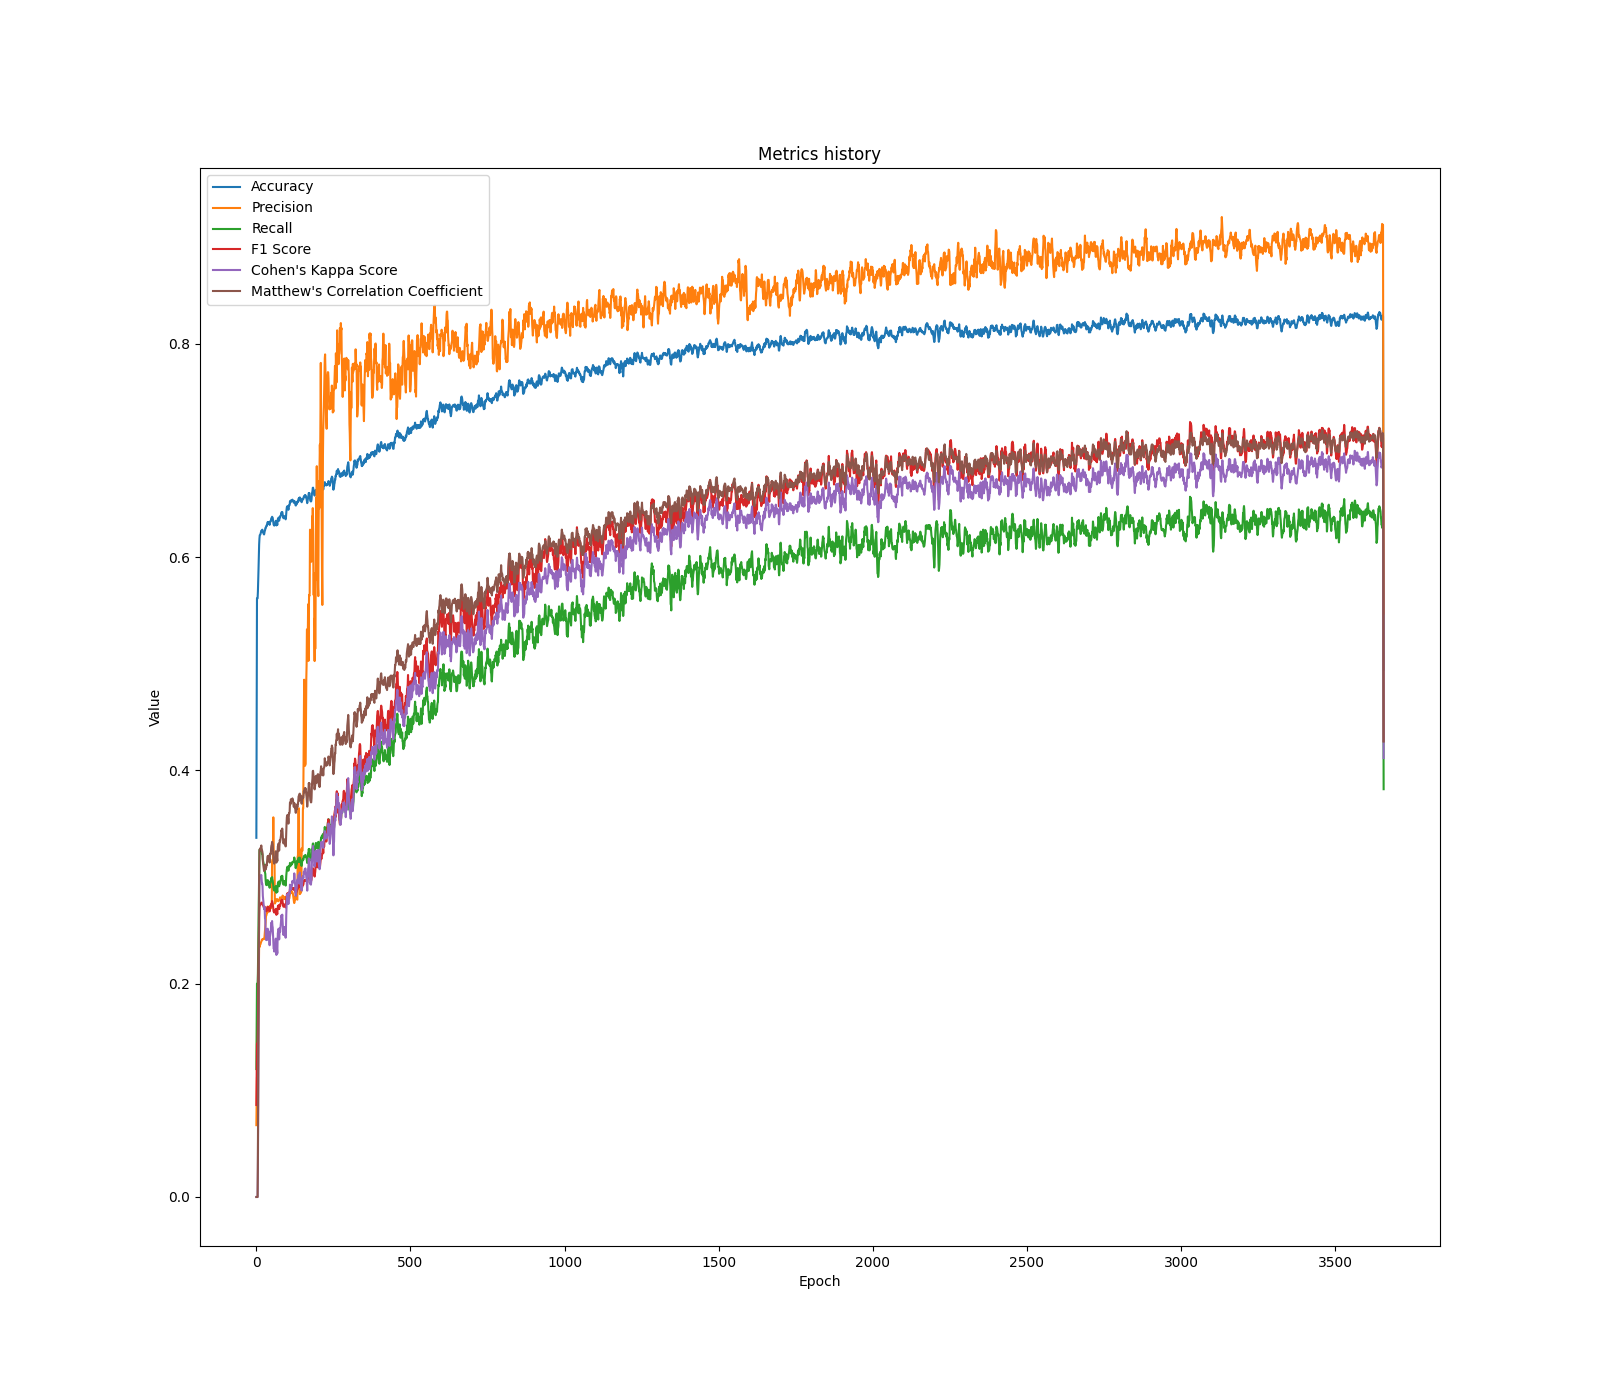 Metrics history
Accuracy
Precision
Recall
F1 Score
Cohen's Kappa Score
Matthew's Correlation Coefficient
0.8
0.6
0.4
0.2
0.0
Value
0 500 1000 1500 2000 2500 3000 3500
Epoch